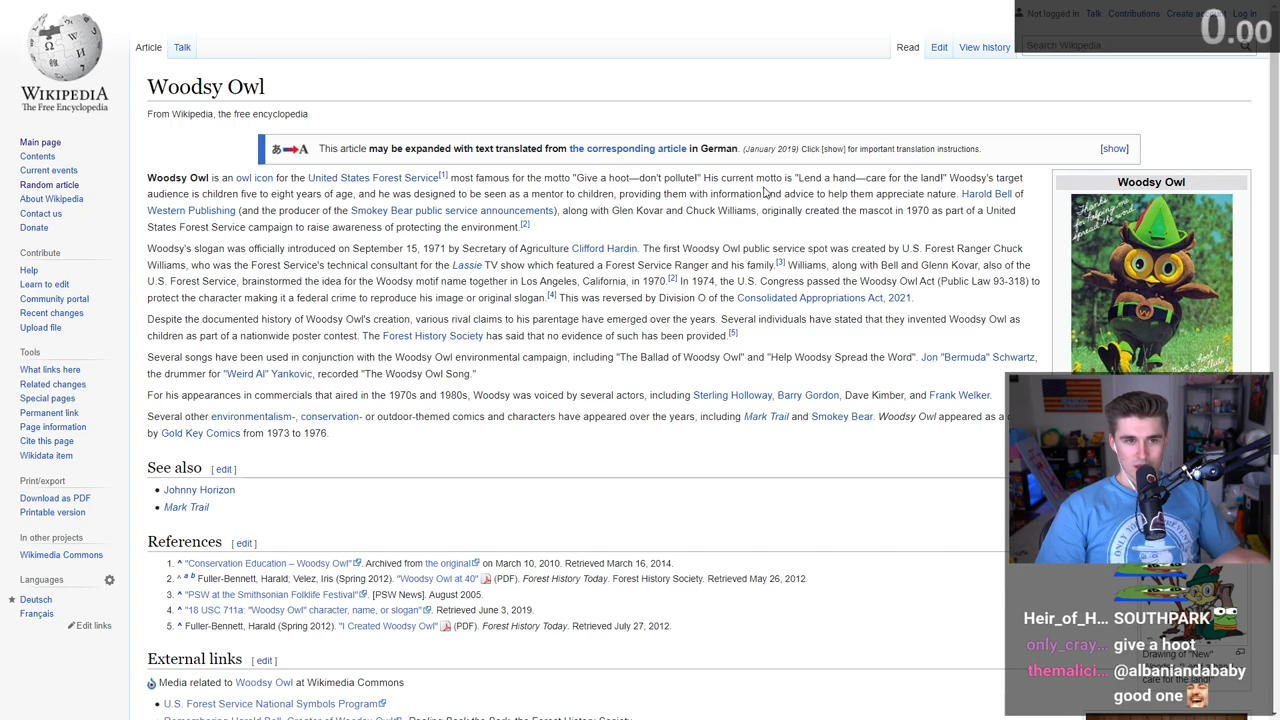 Not logged in Talk Contributions Create account Log in
0.00
Article Talk
Read Edit View history
Search Wikipedia
WIKIPEDIA
The Free Encyclopedia
Main page
Contents
Current events
Random article
About Wikipedia
Contact us
Donate
Contribute
Help
Learn to edit
Community portal
Recent changes
Upload file
Tools
What links here
Related changes
Special pages
Permanent link
Page information
Cite this page
Wikidata item
Print/export
Download as PDF
Printable version
In other projects
Wikimedia Commons
Languages
Deutsch
Français
Edit links
Woodsy Owl
From Wikipedia, the free encyclopedia
This article may be expanded with text translated from the corresponding article in German. (January 2019) Click [show] for important translation instructions. [show]
Woodsy Owl is an owl icon for the United States Forest Service[1] most famous for the motto "Give a hoot—don't pollute!" His current motto is "Lend a hand—care for the land!" Woodsy's target
audience is children five to eight years of age, and he was designed to be seen as a mentor to children, providing them with information and advice to help them appreciate nature. Harold Bell of
Western Publishing (and the producer of the Smokey Bear public service announcements), along with Glen Kovar and Chuck Williams, originally created the mascot in 1970 as part of a United
States Forest Service campaign to raise awareness of protecting the environment.[2]
Woodsy's slogan was officially introduced on September 15, 1971 by Secretary of Agriculture Clifford Hardin. The first Woodsy Owl public service spot was created by U.S. Forest Ranger Chuck
Williams, who was the Forest Service's technical consultant for the Lassie TV show which featured a Forest Service Ranger and his family.[3] Williams, along with Bell and Glenn Kovar, also of the
U.S. Forest Service, brainstormed the idea for the Woodsy motif name together in Los Angeles, California, in 1970.[2] In 1974, the U.S. Congress passed the Woodsy Owl Act (Public Law 93-318) to
protect the character making it a federal crime to reproduce his image or original slogan.[4] This was reversed by Division O of the Consolidated Appropriations Act, 2021.
Despite the documented history of Woodsy Owl's creation, various rival claims to his parentage have emerged over the years. Several individuals have stated that they invented Woodsy Owl as
children as part of a nationwide poster contest. The Forest History Society has said that no evidence of such has been provided.[5]
Several songs have been used in conjunction with the Woodsy Owl environmental campaign, including "The Ballad of Woodsy Owl" and "Help Woodsy Spread the Word". Jon "Bermuda" Schwartz,
the drummer for "Weird Al" Yankovic, recorded "The Woodsy Owl Song."
For his appearances in commercials that aired in the 1970s and 1980s, Woodsy was voiced by several actors, including Sterling Holloway, Barry Gordon, Dave Kimber, and Frank Welker.
Several other environmentalism-, conservation- or outdoor-themed comics and characters have appeared over the years, including Mark Trail and Smokey Bear. Woodsy Owl appeared as a
by Gold Key Comics from 1973 to 1976.
See also [ edit ]
• Johnny Horizon
• Mark Trail
References [ edit ]
1. ^ "Conservation Education – Woodsy Owl". Archived from the original on March 10, 2010. Retrieved March 16, 2014.
2. ^ a b Fuller-Bennett, Harald; Velez, Iris (Spring 2012). "Woodsy Owl at 40" (PDF). Forest History Today. Forest History Society. Retrieved May 26, 2012.
3. ^ "PSW at the Smithsonian Folklife Festival". [PSW News]. August 2005.
4. ^ "18 USC 711a: "Woodsy Owl" character, name, or slogan". Retrieved June 3, 2019.
5. ^ Fuller-Bennett, Harald (Spring 2012). "I Created Woodsy Owl" (PDF). Forest History Today. Retrieved July 27, 2012.
External links [ edit ]
Media related to Woodsy Owl at Wikimedia Commons
• U.S. Forest Service National Symbols Program
Woodsy Owl
Thanks for helping me spread the word.
Heir_of_H... SOUTHPARK
only_cray... give a hoot
themalici... @albaniandababy
good one